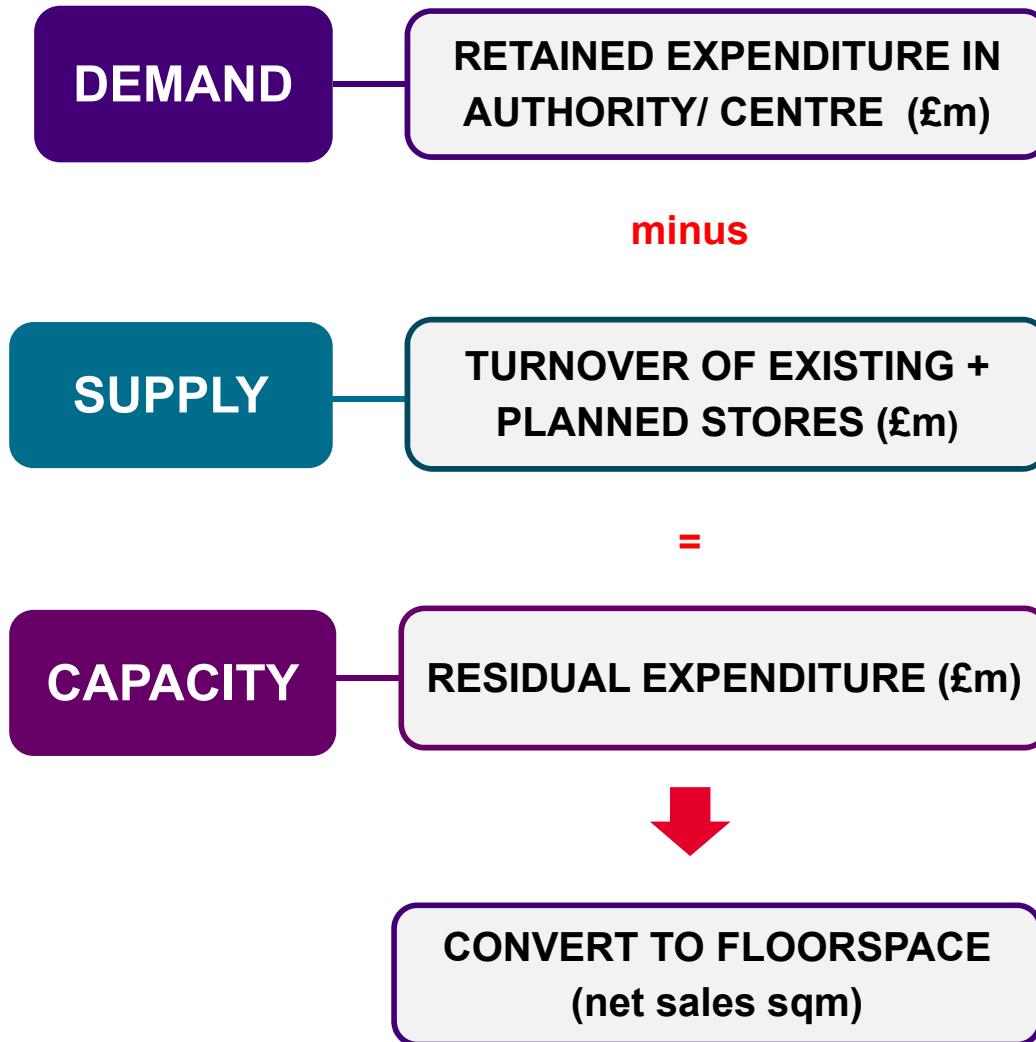 DEMAND
RETAINED EXPENDITURE IN
AUTHORITY/ CENTRE (£m)
minus
SUPPLY
TURNOVER OF EXISTING +
PLANNED STORES (£m)
=
CAPACITY
RESIDUAL EXPENDITURE (£m)
CONVERT TO FLOORSPACE
(net sales sqm)